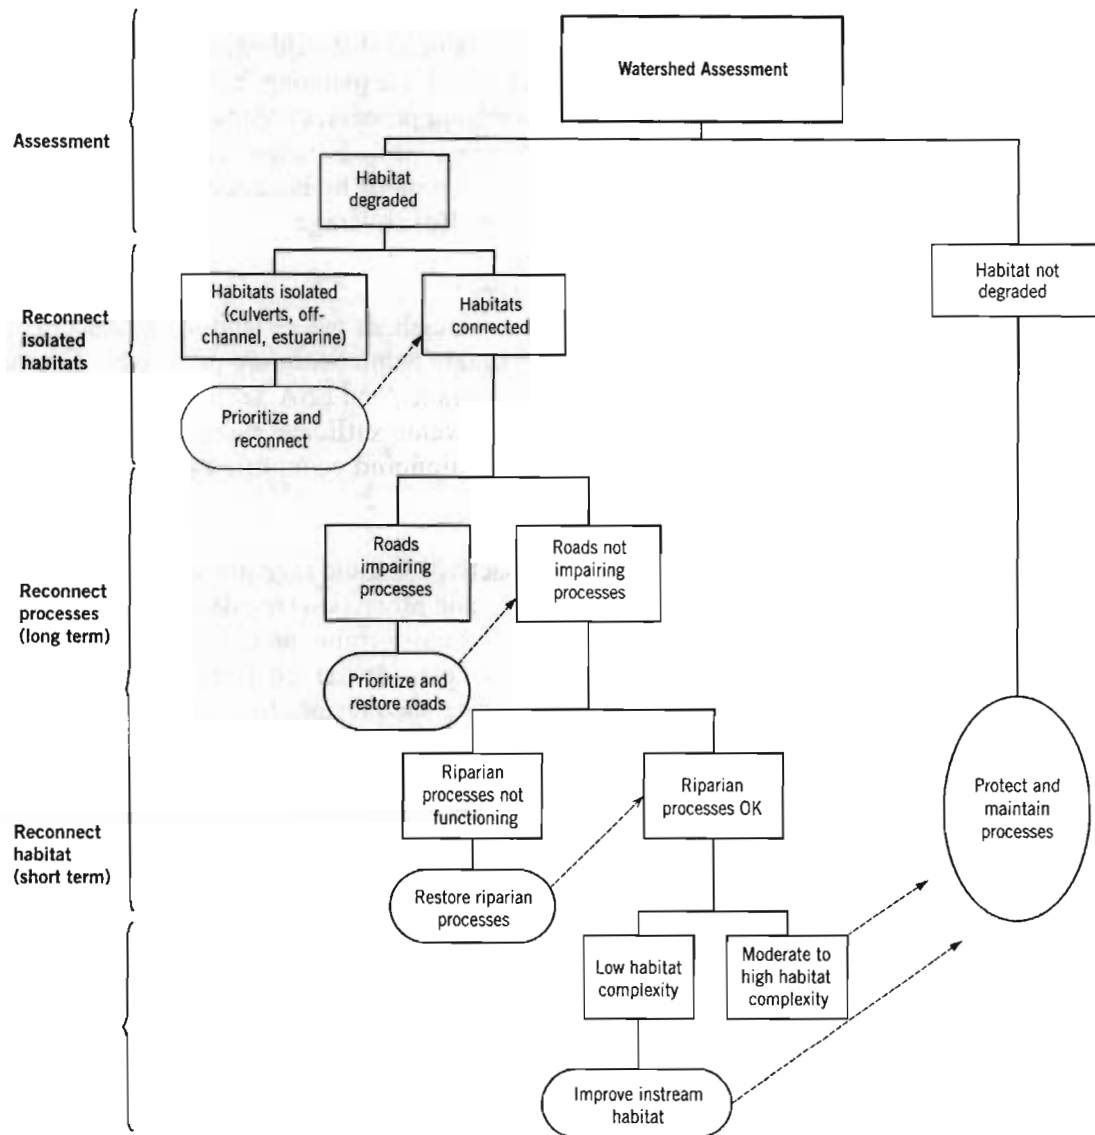 Watershed Assessment
Assessment
Habitat
degraded
Habitat not
degraded
Reconnect
isolated
habitats
Habitats isolated
(culverts, off-
channel, estuarine)
Habitats
connected
Prioritize and
reconnect
Reconnect
processes
(long term)
Roads
impairing
processes
Roads not
impairing
processes
Prioritize and
restore roads
Riparian
processes not
functioning
Riparian
processes OK
Protect and
maintain
processes
Reconnect
habitat
(short term)
Restore riparian
processes
Low habitat
complexity
Moderate to
high habitat
complexity
Improve instream
habitat